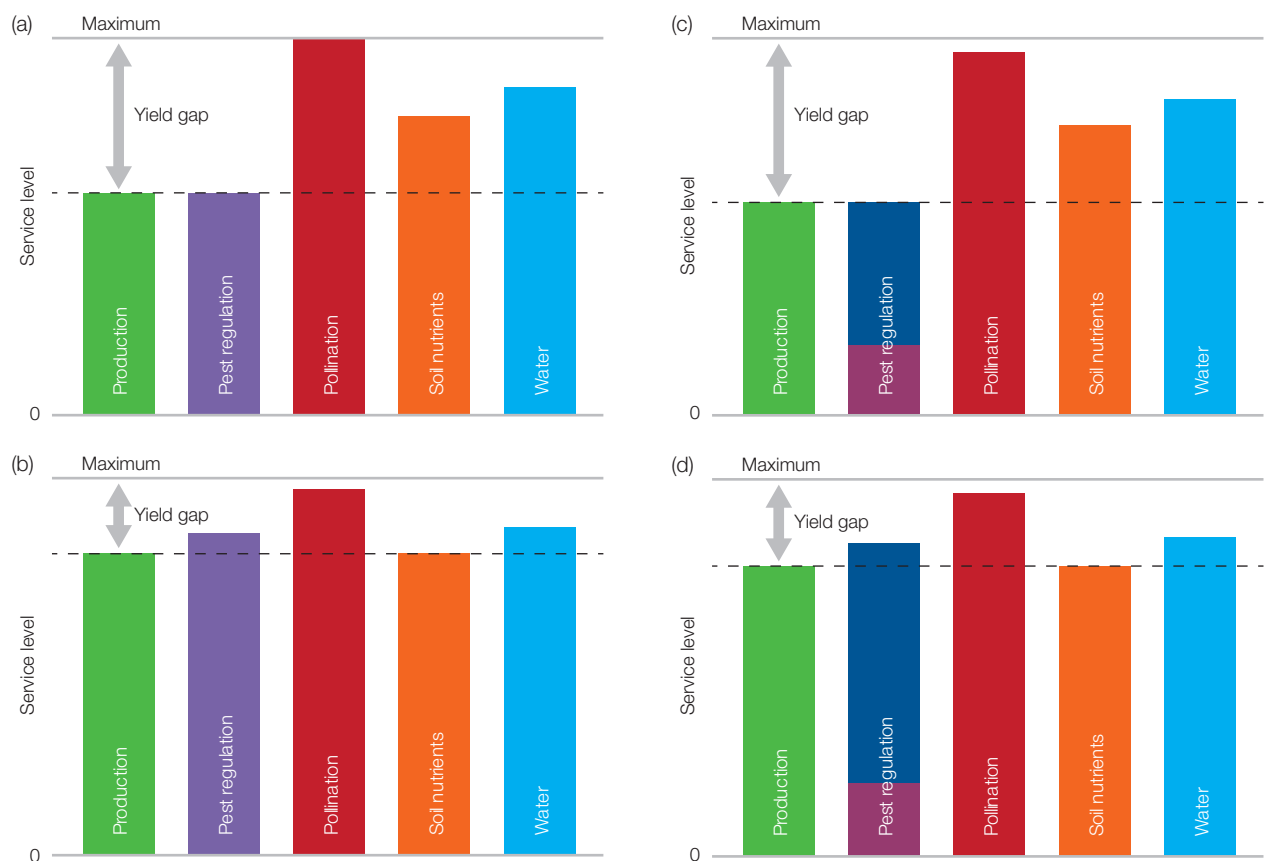 (a)
Maximum
Yield gap
Service level
0
Production
Pest regulation
Pollination
Soil nutrients
Water
(c)
Maximum
Yield gap
Service level
0
Production
Pest regulation
Pollination
Soil nutrients
Water
(b)
Maximum
Yield gap
Service level
0
Production
Pest regulation
Pollination
Soil nutrients
Water
(d)
Maximum
Yield gap
Service level
0
Production
Pest regulation
Pollination
Soil nutrients
Water